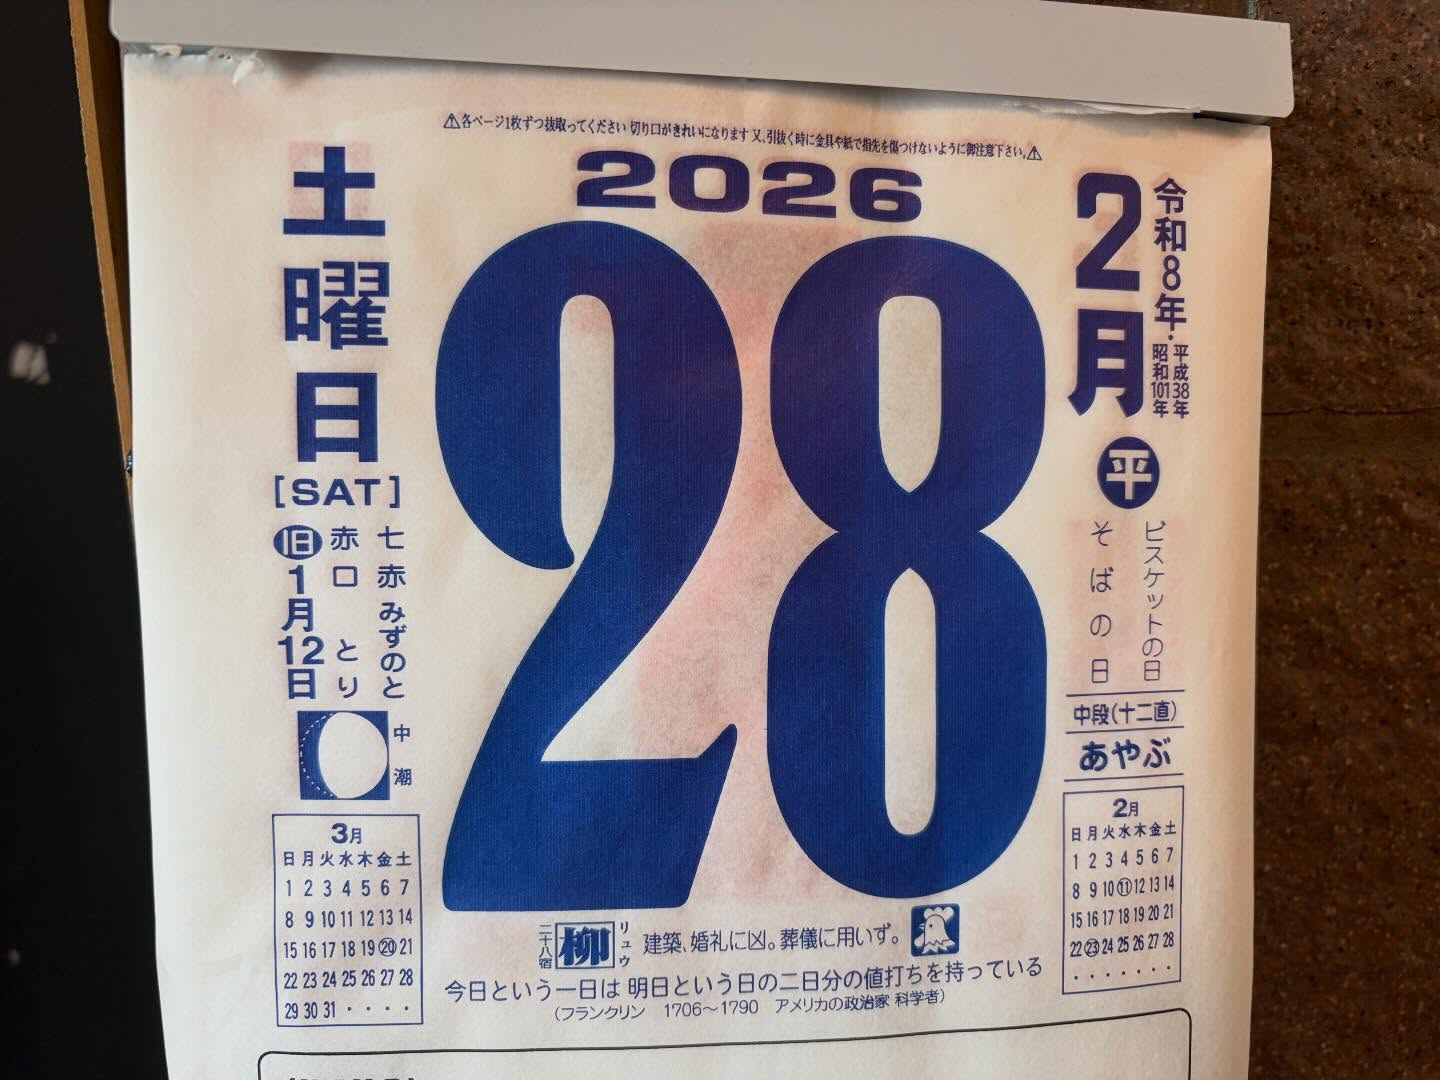 ⚠各ページ1枚ずつ抜取ってください 切り口がきれいになります 又、引抜く時に金具や紙で指先を傷つけないように御注意下さい。⚠
2026
2月
令和8年・平成38年
昭和101年
平
ビスケットの日
そばの日
中段(十二直)
あやぶ
28
土曜日
[SAT]
七赤 みずのと
赤口 とり
旧1月12日
中潮
3月
日月火水木金土
1 2 3 4 5 6 7
8 9 10 11 12 13 14
15 16 17 18 19 ⑳ 21
22 23 24 25 26 27 28
29 30 31 ・ ・ ・ ・
2月
日月火水木金土
1 2 3 4 5 6 7
8 9 10 ⑪ 12 13 14
15 16 17 18 19 20 21
22 ㉓ 24 25 26 27 28
・ ・ ・ ・ ・ ・ ・
二十八宿 柳 リュウ 建築、婚礼に凶。葬儀に用いず。
今日という一日は 明日という日の二日分の値打ちを持っている
(フランクリン 1706〜1790 アメリカの政治家 科学者)